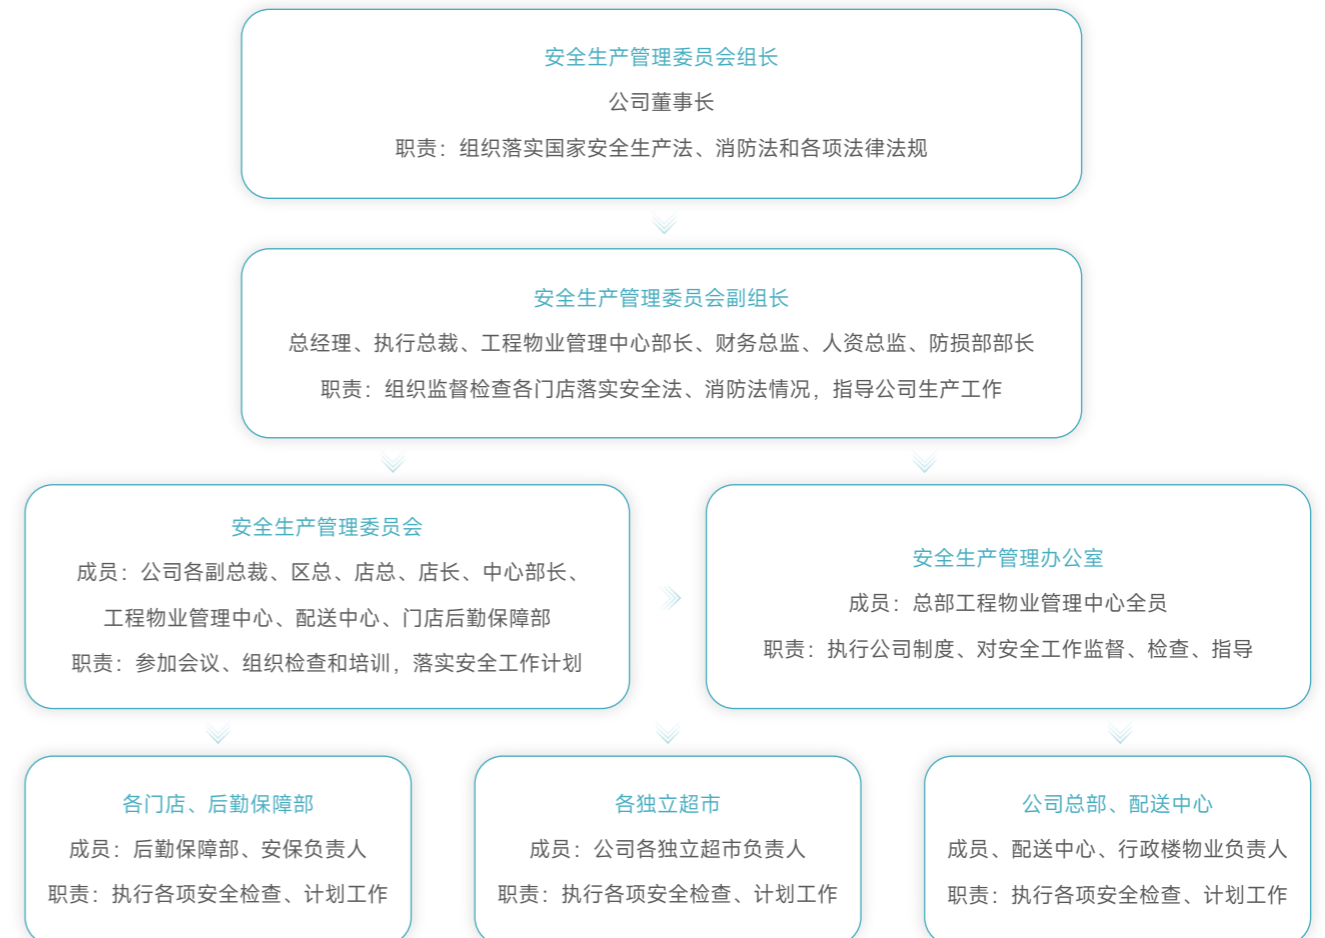 安全生产管理委员会组长
公司董事长
职责：组织落实国家安全生产法、消防法和各项法律法规
安全生产管理委员会副组长
总经理、执行总裁、工程物业管理中心部长、财务总监、人资总监、防损部部长
职责：组织监督检查各门店落实安全法、消防法情况，指导公司生产工作
安全生产管理委员会
成员：公司各副总裁、区总、店总、店长、中心部长、
工程物业管理中心、配送中心、门店后勤保障部
职责：参加会议、组织检查和培训，落实安全工作计划
安全生产管理办公室
成员：总部工程物业管理中心全员
职责：执行公司制度、对安全工作监督、检查、指导
各门店、后勤保障部
成员：后勤保障部、安保负责人
职责：执行各项安全检查、计划工作
各独立超市
成员：公司各独立超市负责人
职责：执行各项安全检查、计划工作
公司总部、配送中心
成员、配送中心、行政楼物业负责人
职责：执行各项安全检查、计划工作